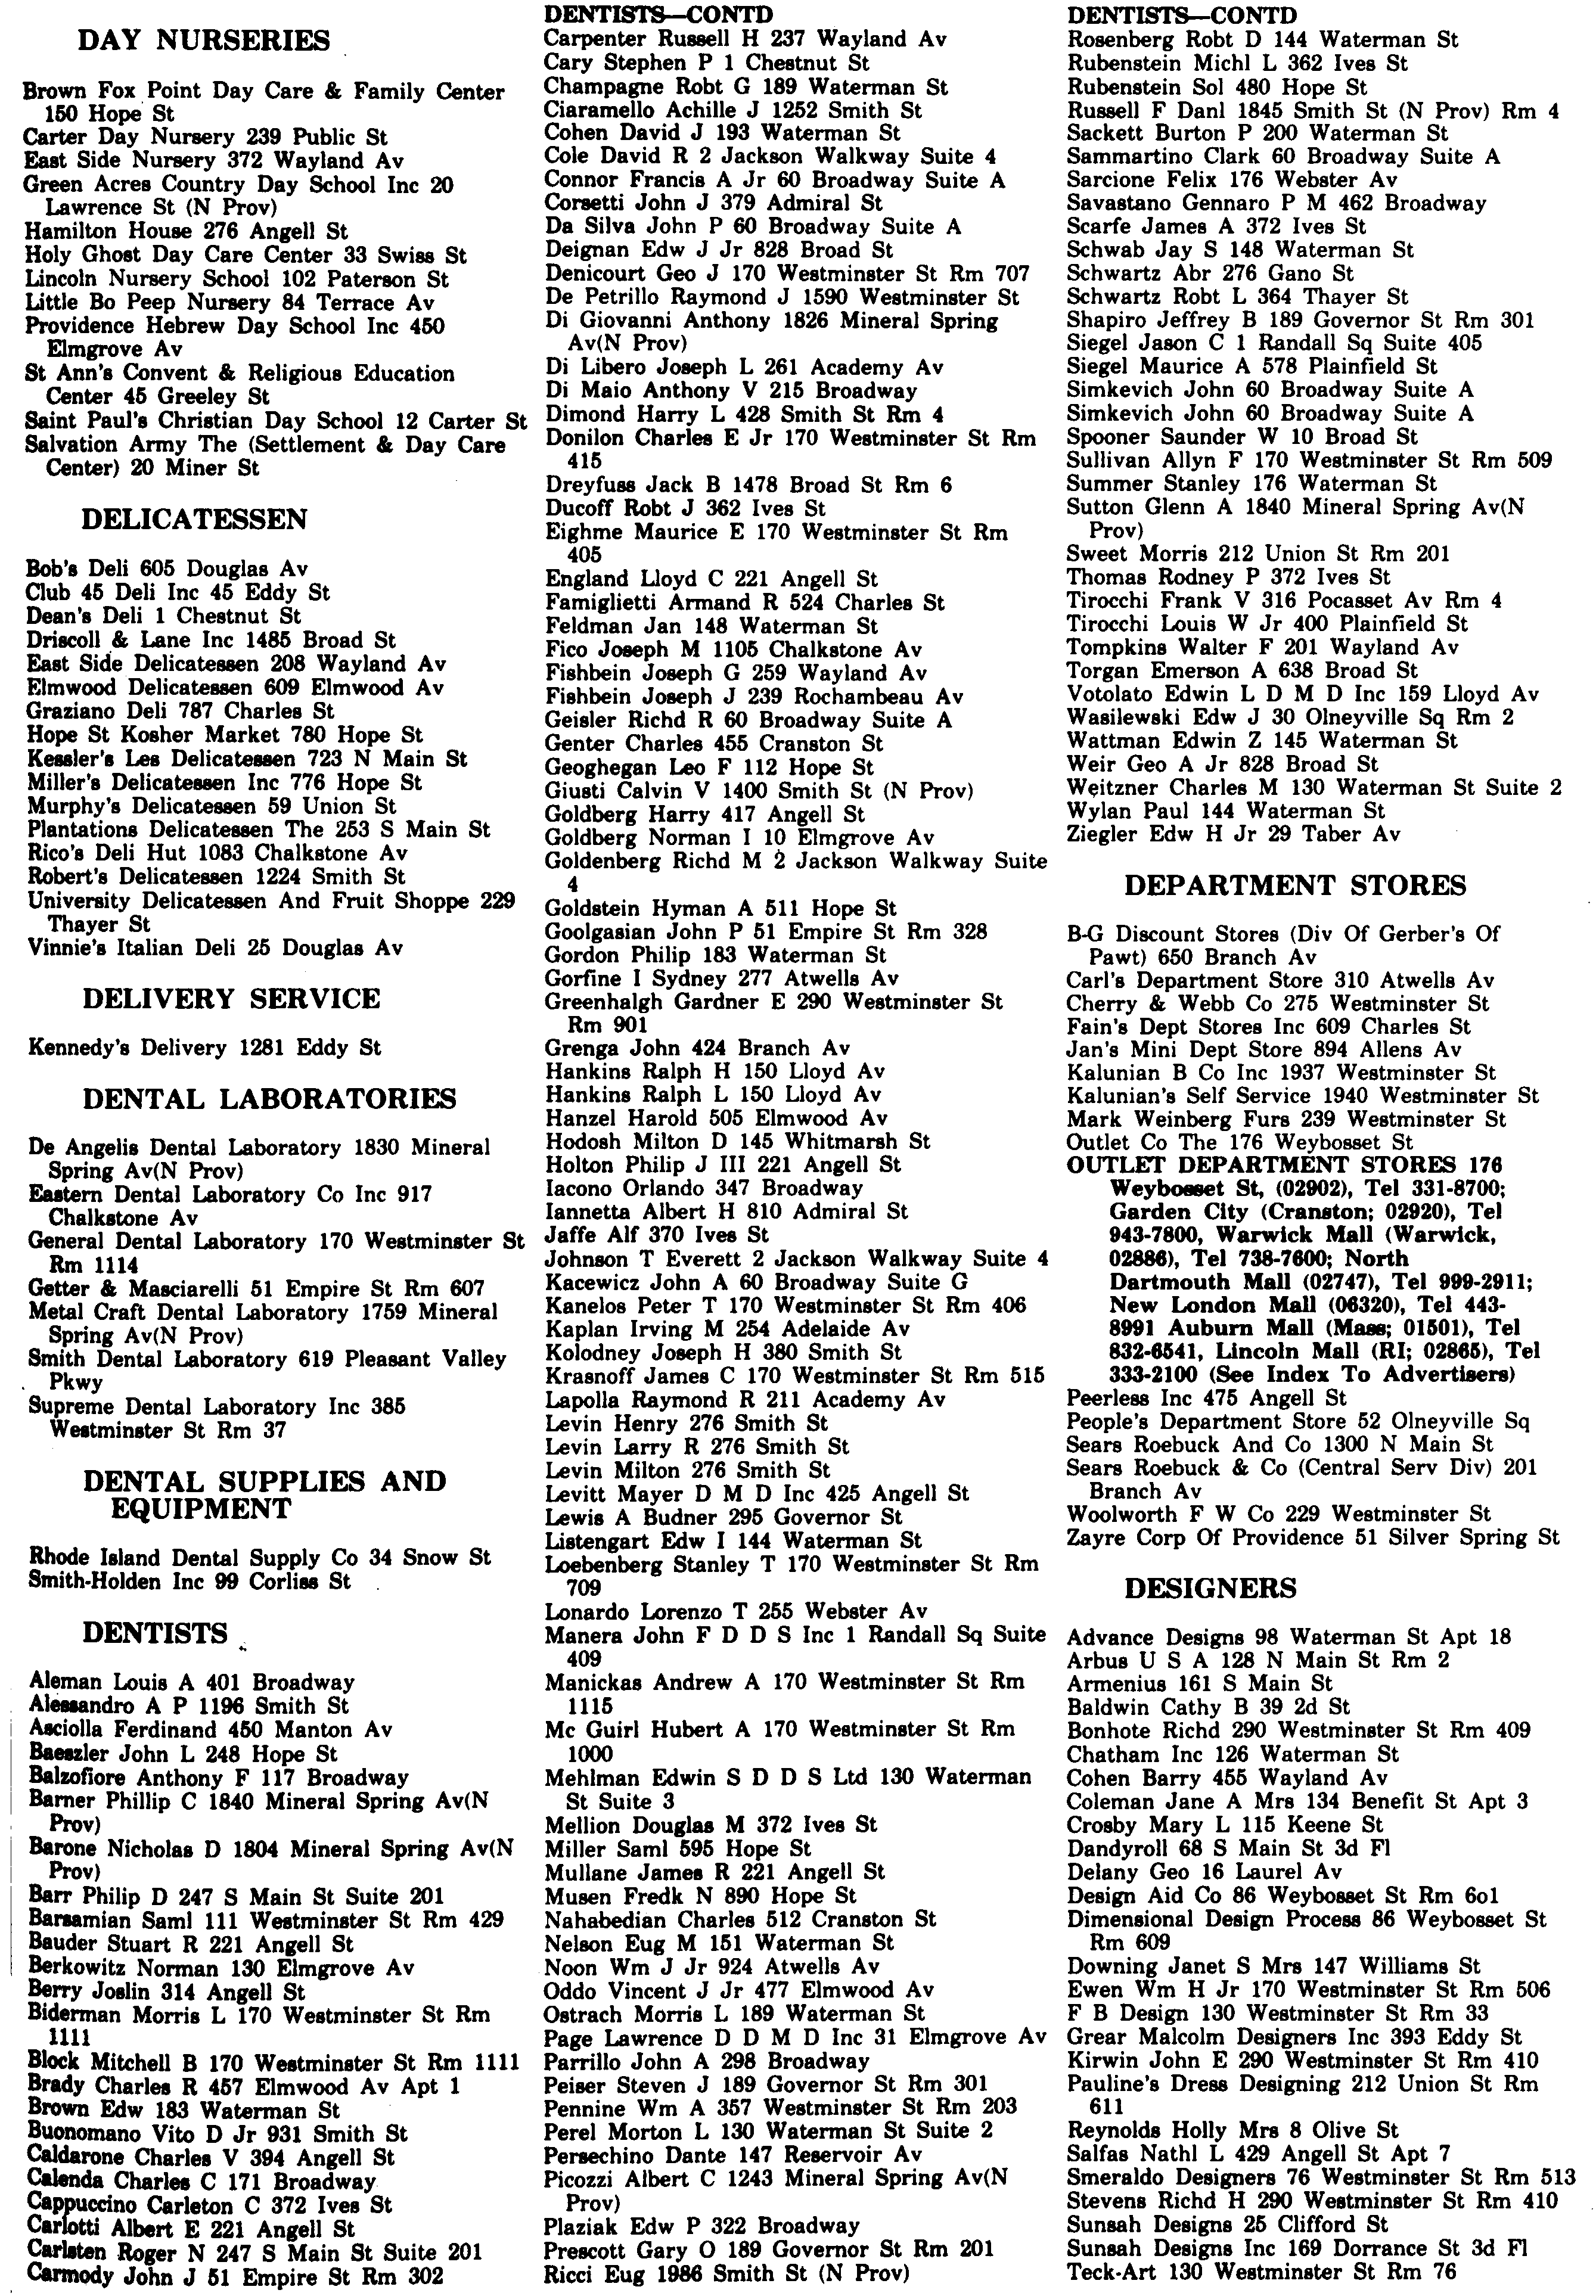 DAY NURSERIES
Brown Fox Point Day Care & Family Center
150 Hope St
Carter Day Nursery 239 Public St
East Side Nursery 372 Wayland Av
Green Acres Country Day School Inc 20
Lawrence St (N Prov)
Hamilton House 276 Angell St
Holy Ghost Day Care Center 33 Swiss St
Lincoln Nursery School 102 Paterson St
Little Bo Peep Nursery 84 Terrace Av
Providence Hebrew Day School Inc 450
Elmgrove Av
St Ann's Convent & Religious Education
Center 45 Greeley St
Saint Paul's Christian Day School 12 Carter St
Salvation Army The (Settlement & Day Care
Center) 20 Miner St
DELICATESSEN
Bob's Deli 605 Douglas Av
Club 45 Deli Inc 45 Eddy St
Dean's Deli 1 Chestnut St
Driscoll & Lane Inc 1485 Broad St
East Side Delicatessen 208 Wayland Av
Elmwood Delicatessen 609 Elmwood Av
Graziano Deli 787 Charles St
Hope St Kosher Market 780 Hope St
Kessler's Les Delicatessen 723 N Main St
Miller's Delicatessen Inc 776 Hope St
Murphy's Delicatessen 59 Union St
Plantations Delicatessen The 253 S Main St
Rico's Deli Hut 1083 Chalkstone Av
Robert's Delicatessen 1224 Smith St
University Delicatessen And Fruit Shoppe 229
Thayer St
Vinnie's Italian Deli 25 Douglas Av
DELIVERY SERVICE
Kennedy's Delivery 1281 Eddy St
DENTAL LABORATORIES
De Angelis Dental Laboratory 1830 Mineral
Spring Av(N Prov)
Eastern Dental Laboratory Co Inc 917
Chalkstone Av
General Dental Laboratory 170 Westminster St
Rm 1114
Getter & Masciarelli 51 Empire St Rm 607
Metal Craft Dental Laboratory 1759 Mineral
Spring Av(N Prov)
Smith Dental Laboratory 619 Pleasant Valley
Pkwy
Supreme Dental Laboratory Inc 385
Westminster St Rm 37
DENTAL SUPPLIES AND
EQUIPMENT
Rhode Island Dental Supply Co 34 Snow St
Smith-Holden Inc 99 Corliss St
DENTISTS
Aleman Louis A 401 Broadway
Alessandro A P 1196 Smith St
Asciolla Ferdinand 450 Manton Av
Baeszler John L 248 Hope St
Balzofiore Anthony F 117 Broadway
Barner Phillip C 1840 Mineral Spring Av(N
Prov)
Barone Nicholas D 1804 Mineral Spring Av(N
Prov)
Barr Philip D 247 S Main St Suite 201
Barsamian Saml 111 Westminster St Rm 429
Bauder Stuart R 221 Angell St
Berkowitz Norman 130 Elmgrove Av
Berry Joslin 314 Angell St
Biderman Morris L 170 Westminster St Rm
1111
Block Mitchell B 170 Westminster St Rm 1111
Brady Charles R 457 Elmwood Av Apt 1
Brown Edw 183 Waterman St
Buonomano Vito D Jr 931 Smith St
Caldarone Charles V 394 Angell St
Calenda Charles C 171 Broadway
Cappuccino Carleton C 372 Ives St
Carlotti Albert E 221 Angell St
Carlsten Roger N 247 S Main St Suite 201
Carmody John J 51 Empire St Rm 302
DENTISTS—CONTD
Carpenter Russell H 237 Wayland Av
Cary Stephen P 1 Chestnut St
Champagne Robt G 189 Waterman St
Ciaramello Achille J 1252 Smith St
Cohen David J 193 Waterman St
Cole David R 2 Jackson Walkway Suite 4
Connor Francis A Jr 60 Broadway Suite A
Corsetti John J 379 Admiral St
Da Silva John P 60 Broadway Suite A
Deignan Edw J Jr 828 Broad St
Denicourt Geo J 170 Westminster St Rm 707
De Petrillo Raymond J 1590 Westminster St
Di Giovanni Anthony 1826 Mineral Spring
Av(N Prov)
Di Libero Joseph L 261 Academy Av
Di Maio Anthony V 215 Broadway
Dimond Harry L 428 Smith St Rm 4
Donilon Charles E Jr 170 Westminster St Rm
415
Dreyfuss Jack B 1478 Broad St Rm 6
Ducoff Robt J 362 Ives St
Eighme Maurice E 170 Westminster St Rm
405
England Lloyd C 221 Angell St
Famiglietti Armand R 524 Charles St
Feldman Jan 148 Waterman St
Fico Joseph M 1105 Chalkstone Av
Fishbein Joseph G 259 Wayland Av
Fishbein Joseph J 239 Rochambeau Av
Geisler Richd R 60 Broadway Suite A
Genter Charles 455 Cranston St
Geoghegan Leo F 112 Hope St
Giusti Calvin V 1400 Smith St (N Prov)
Goldberg Harry 417 Angell St
Goldberg Norman I 10 Elmgrove Av
Goldenberg Richd M 2 Jackson Walkway Suite
4
Goldstein Hyman A 511 Hope St
Goolgasian John P 51 Empire St Rm 328
Gordon Philip 183 Waterman St
Gorfine I Sydney 277 Atwells Av
Greenhalgh Gardner E 290 Westminster St
Rm 901
Grenga John 424 Branch Av
Hankins Ralph H 150 Lloyd Av
Hankins Ralph L 150 Lloyd Av
Hanzel Harold 505 Elmwood Av
Hodosh Milton D 145 Whitmarsh St
Holton Philip J III 221 Angell St
Iacono Orlando 347 Broadway
Iannetta Albert H 810 Admiral St
Jaffe Alf 370 Ives St
Johnson T Everett 2 Jackson Walkway Suite 4
Kacewicz John A 60 Broadway Suite G
Kanelos Peter T 170 Westminster St Rm 406
Kaplan Irving M 254 Adelaide Av
Kolodney Joseph H 380 Smith St
Krasnoff James C 170 Westminster St Rm 515
Lapolla Raymond R 211 Academy Av
Levin Henry 276 Smith St
Levin Larry R 276 Smith St
Levin Milton 276 Smith St
Levitt Mayer D M D Inc 425 Angell St
Lewis A Budner 295 Governor St
Listengart Edw I 144 Waterman St
Loebenberg Stanley T 170 Westminster St Rm
709
Lonardo Lorenzo T 255 Webster Av
Manera John F D D S Inc 1 Randall Sq Suite
409
Manickas Andrew A 170 Westminster St Rm
1115
Mc Guirl Hubert A 170 Westminster St Rm
1000
Mehlman Edwin S D D S Ltd 130 Waterman
St Suite 3
Mellion Douglas M 372 Ives St
Miller Saml 595 Hope St
Mullane James R 221 Angell St
Musen Fredk N 890 Hope St
Nahabedian Charles 512 Cranston St
Nelson Eug M 151 Waterman St
Noon Wm J Jr 924 Atwells Av
Oddo Vincent J Jr 477 Elmwood Av
Ostrach Morris L 189 Waterman St
Page Lawrence D D M D Inc 31 Elmgrove Av
Parrillo John A 298 Broadway
Peiser Steven J 189 Governor St Rm 301
Pennine Wm A 357 Westminster St Rm 203
Perel Morton L 130 Waterman St Suite 2
Persechino Dante 147 Reservoir Av
Picozzi Albert C 1243 Mineral Spring Av(N
Prov)
Plaziak Edw P 322 Broadway
Prescott Gary O 189 Governor St Rm 201
Ricci Eug 1986 Smith St (N Prov)
DENTISTS—CONTD
Rosenberg Robt D 144 Waterman St
Rubenstein Michl L 362 Ives St
Rubenstein Sol 480 Hope St
Russell F Danl 1845 Smith St (N Prov) Rm 4
Sackett Burton P 200 Waterman St
Sammartino Clark 60 Broadway Suite A
Sarcione Felix 176 Webster Av
Savastano Gennaro P M 462 Broadway
Scarfe James A 372 Ives St
Schwab Jay S 148 Waterman St
Schwartz Abr 276 Gano St
Schwartz Robt L 364 Thayer St
Shapiro Jeffrey B 189 Governor St Rm 301
Siegel Jason C 1 Randall Sq Suite 405
Siegel Maurice A 578 Plainfield St
Simkevich John 60 Broadway Suite A
Simkevich John 60 Broadway Suite A
Spooner Saunder W 10 Broad St
Sullivan Allyn F 170 Westminster St Rm 509
Summer Stanley 176 Waterman St
Sutton Glenn A 1840 Mineral Spring Av(N
Prov)
Sweet Morris 212 Union St Rm 201
Thomas Rodney P 372 Ives St
Tirocchi Frank V 316 Pocasset Av Rm 4
Tirocchi Louis W Jr 400 Plainfield St
Tompkins Walter F 201 Wayland Av
Torgan Emerson A 638 Broad St
Votolato Edwin L D M D Inc 159 Lloyd Av
Wasilewski Edw J 30 Olneyville Sq Rm 2
Wattman Edwin Z 145 Waterman St
Weir Geo A Jr 828 Broad St
Weitzner Charles M 130 Waterman St Suite 2
Wylan Paul 144 Waterman St
Ziegler Edw H Jr 29 Taber Av
DEPARTMENT STORES
B-G Discount Stores (Div Of Gerber's Of
Pawt) 650 Branch Av
Carl's Department Store 310 Atwells Av
Cherry & Webb Co 275 Westminster St
Fain's Dept Stores Inc 609 Charles St
Jan's Mini Dept Store 894 Allens Av
Kalunian B Co Inc 1937 Westminster St
Kalunian's Self Service 1940 Westminster St
Mark Weinberg Furs 239 Westminster St
Outlet Co The 176 Weybosset St
OUTLET DEPARTMENT STORES 176
Weybosset St, (02902), Tel 331-8700;
Garden City (Cranston; 02920), Tel
943-7800, Warwick Mall (Warwick,
02886), Tel 738-7600; North
Dartmouth Mall (02747), Tel 999-2911;
New London Mall (06320), Tel 443-
8991 Auburn Mall (Mass; 01501), Tel
832-6541, Lincoln Mall (RI; 02865), Tel
333-2100 (See Index To Advertisers)
Peerless Inc 475 Angell St
People's Department Store 52 Olneyville Sq
Sears Roebuck And Co 1300 N Main St
Sears Roebuck & Co (Central Serv Div) 201
Branch Av
Woolworth F W Co 229 Westminster St
Zayre Corp Of Providence 51 Silver Spring St
DESIGNERS
Advance Designs 98 Waterman St Apt 18
Arbus U S A 128 N Main St Rm 2
Armenius 161 S Main St
Baldwin Cathy B 39 2d St
Bonhote Richd 290 Westminster St Rm 409
Chatham Inc 126 Waterman St
Cohen Barry 455 Wayland Av
Coleman Jane A Mrs 134 Benefit St Apt 3
Crosby Mary L 115 Keene St
Dandyroll 68 S Main St 3d Fl
Delany Geo 16 Laurel Av
Design Aid Co 86 Weybosset St Rm 6o1
Dimensional Design Process 86 Weybosset St
Rm 609
Downing Janet S Mrs 147 Williams St
Ewen Wm H Jr 170 Westminster St Rm 506
F B Design 130 Westminster St Rm 33
Grear Malcolm Designers Inc 393 Eddy St
Kirwin John E 290 Westminster St Rm 410
Pauline's Dress Designing 212 Union St Rm
611
Reynolds Holly Mrs 8 Olive St
Salfas Nathl L 429 Angell St Apt 7
Smeraldo Designers 76 Westminster St Rm 513
Stevens Richd H 290 Westminster St Rm 410
Sunsah Designs 25 Clifford St
Sunsah Designs Inc 169 Dorrance St 3d Fl
Teck-Art 130 Westminster St Rm 76